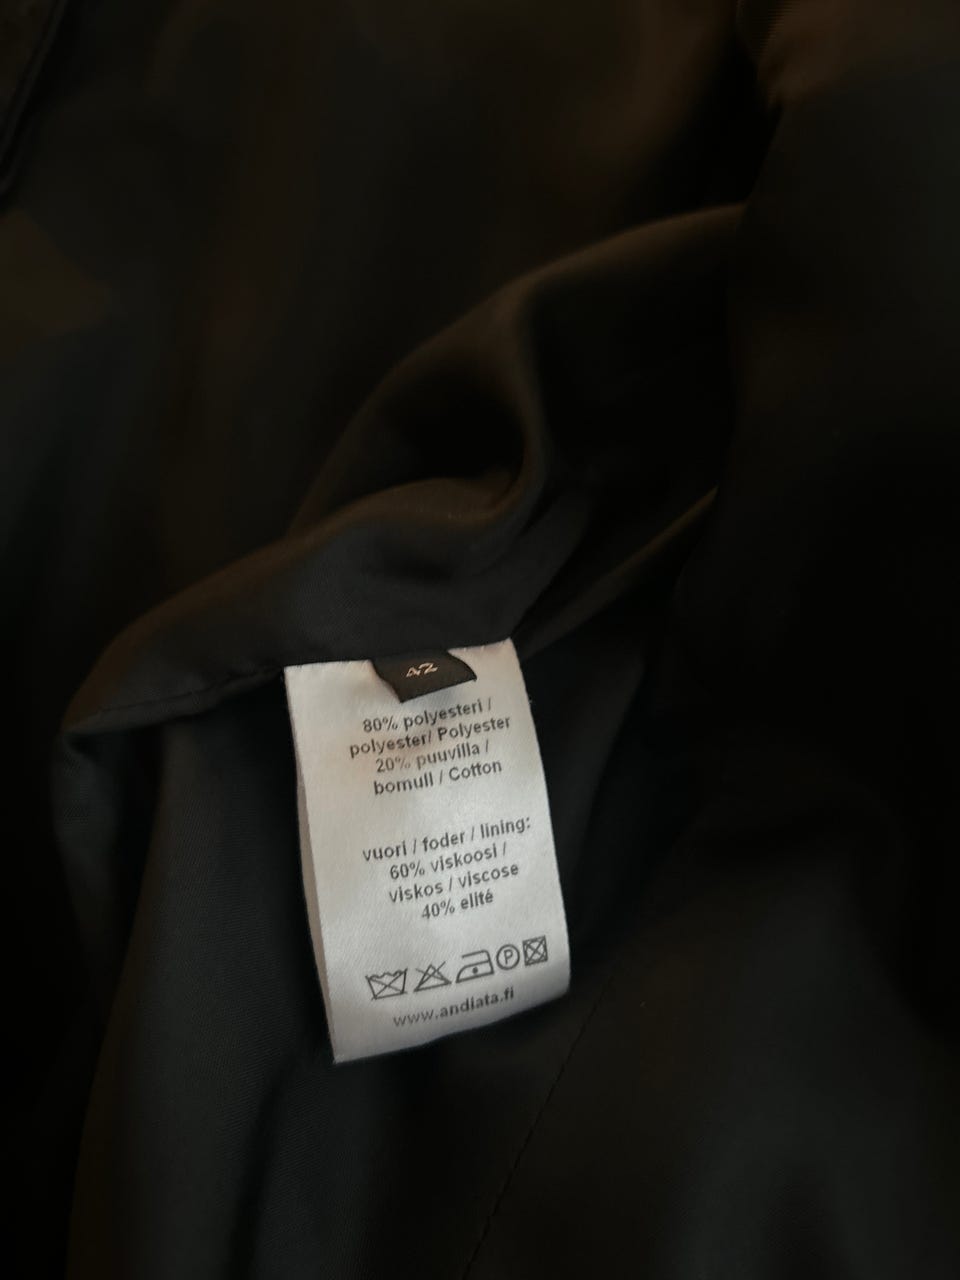 42
80% polyesteri /
polyester/ Polyester
20% puuvilla /
bomull / Cotton
vuori / foder / lining:
60% viskoosi /
viskos / viscose
40% elité
P
www.andiata.fi